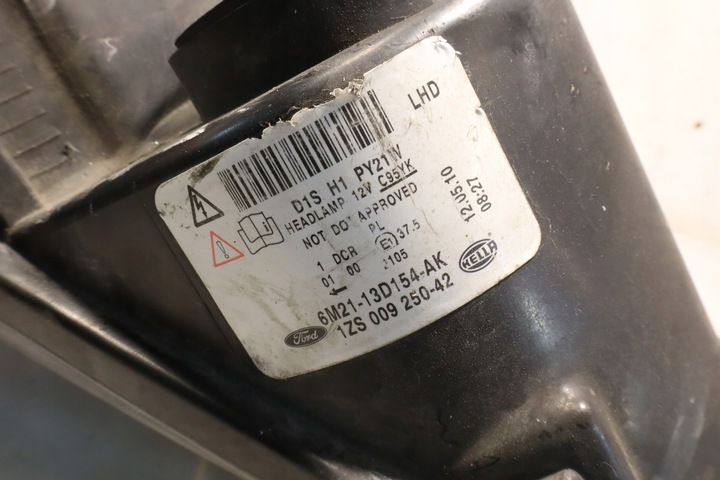 LHD
D1S H1 PY21W
HEADLAMP 12V C95YK
NOT DOT APPROVED
1 DCR PL E1 37.5
01 00
12.05.10
08:27
6M21-13D154-AK
1ZS 009 250-42
Ford
HELLA